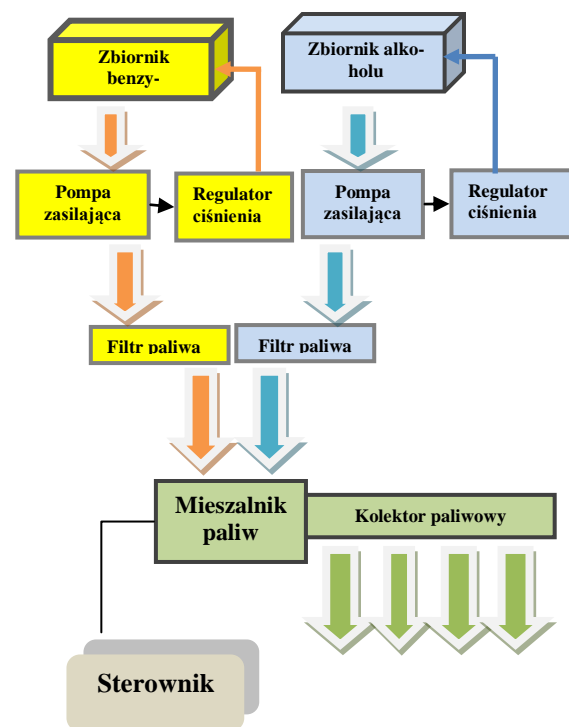 Zbiornik
benzy-
Zbiornik alko-
holu
Pompa
zasilająca
Regulator
ciśnienia
Pompa
zasilająca
Regulator
ciśnienia
Filtr paliwa
Filtr paliwa
Mieszalnik
paliw
Kolektor paliwowy
Sterownik